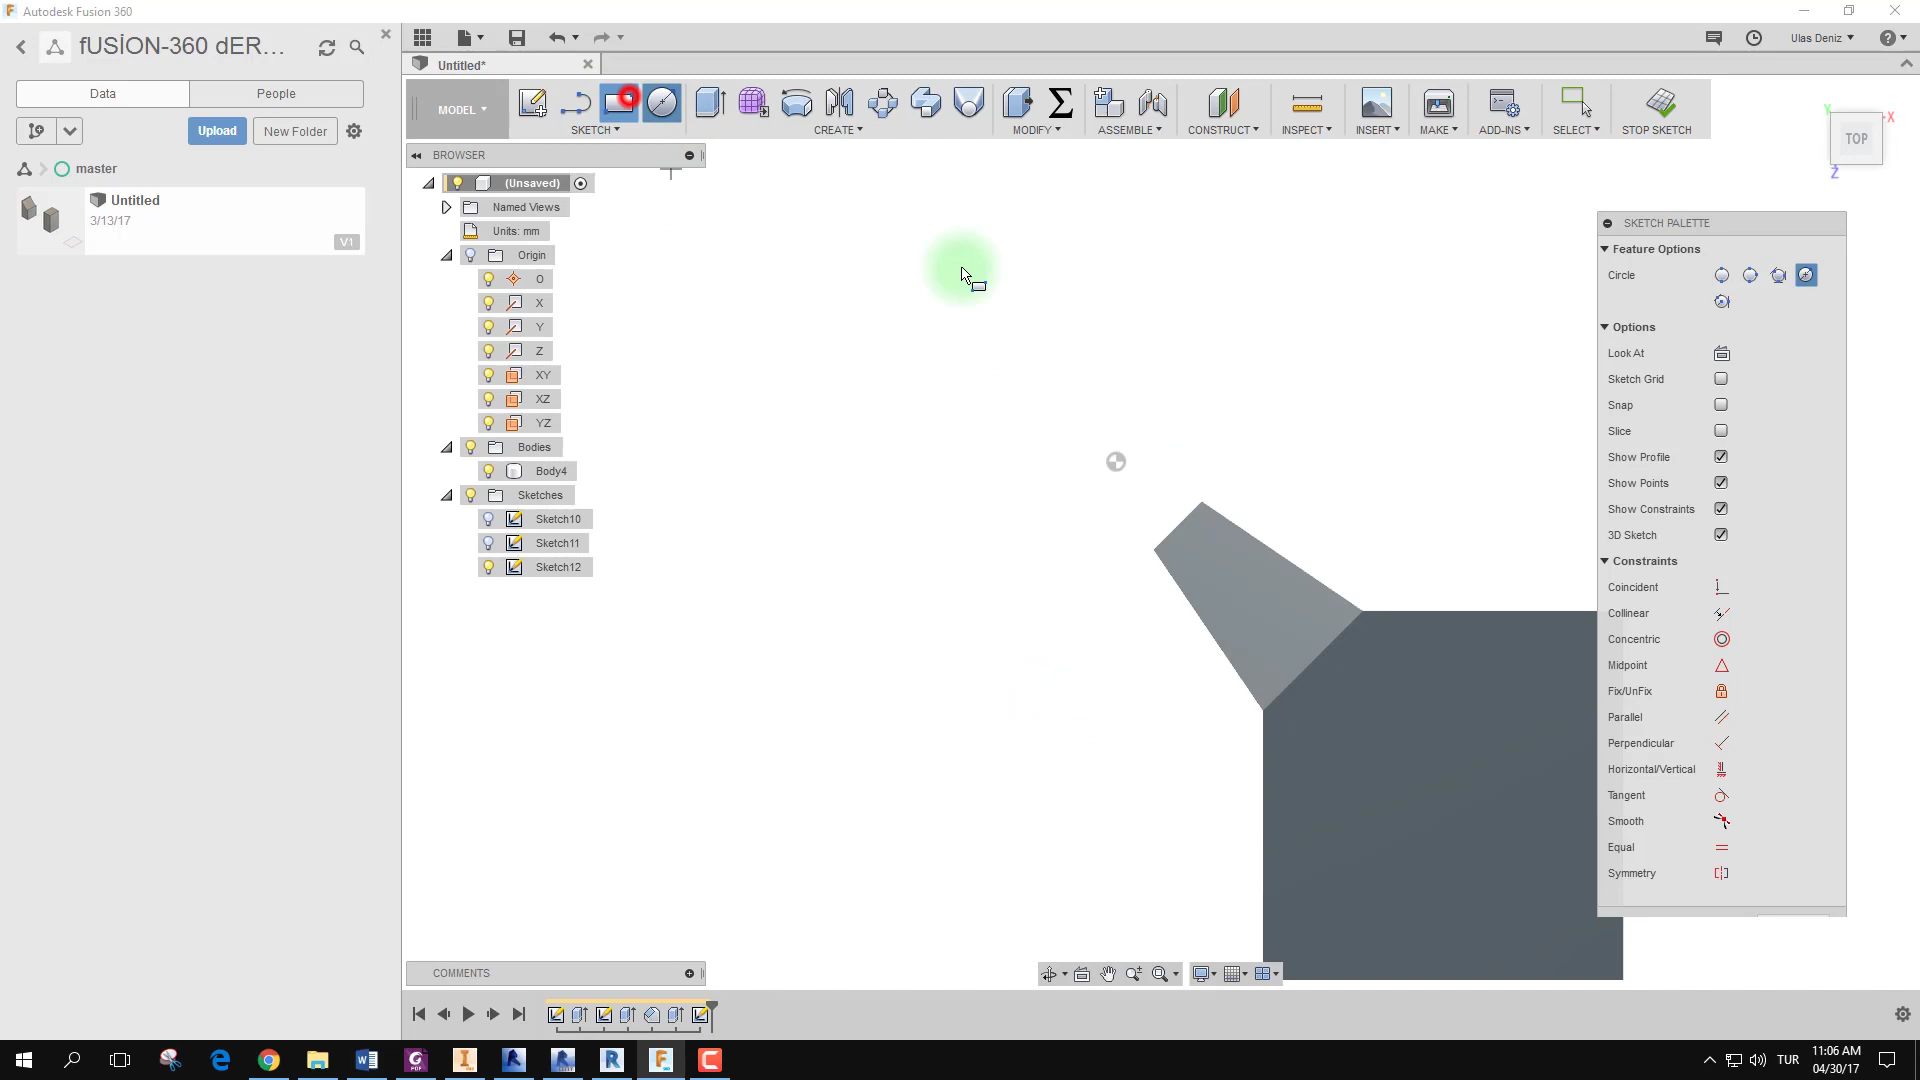 Autodesk Fusion 360
fUSİON-360 dER...
Ulas Deniz
Untitled*
Data
People
MODEL
SKETCH
CREATE
MODIFY
ASSEMBLE
CONSTRUCT
INSPECT
INSERT
MAKE
ADD-INS
SELECT
STOP SKETCH
Upload
New Folder
BROWSER
TOP
X
Y
Z
master
(Unsaved)
Untitled
3/13/17
V1
Named Views
Units: mm
Origin
O
X
Y
Z
XY
XZ
YZ
Bodies
Body4
Sketches
Sketch10
Sketch11
Sketch12
SKETCH PALETTE
Feature Options
Circle
Options
Look At
Sketch Grid
Snap
Slice
Show Profile
Show Points
Show Constraints
3D Sketch
Constraints
Coincident
Collinear
Concentric
Midpoint
Fix/UnFix
Parallel
Perpendicular
Horizontal/Vertical
Tangent
Smooth
Equal
Symmetry
COMMENTS
TUR
11:06 AM
04/30/17